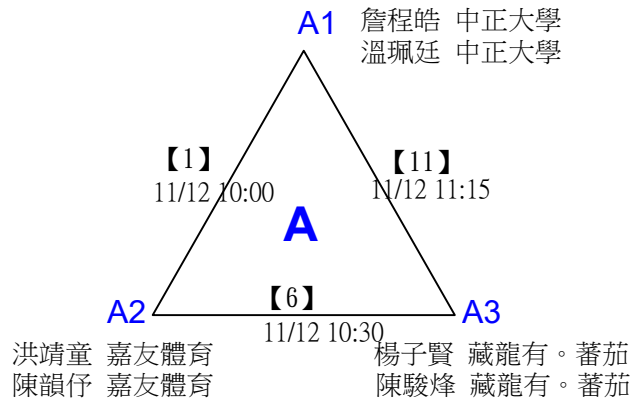 A1 詹程皓 中正大學
溫珮廷 中正大學
【1】
11/12 10:00
【11】
11/12 11:15
A
【6】
11/12 10:30
A2
A3
洪靖童 嘉友體育
陳韻伃 嘉友體育
楊子賢 藏龍有。蕃茄
陳駿烽 藏龍有。蕃茄